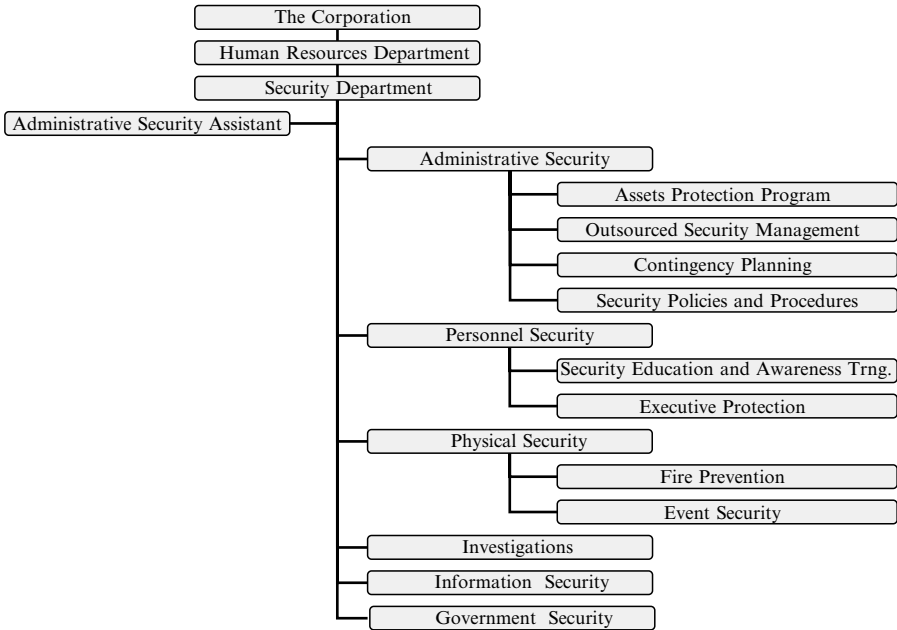 The Corporation
Human Resources Department
Security Department
Administrative Security Assistant
Administrative Security
Assets Protection Program
Outsourced Security Management
Contingency Planning
Security Policies and Procedures
Personnel Security
Security Education and Awareness Trng.
Executive Protection
Physical Security
Fire Prevention
Event Security
Investigations
Information Security
Government Security